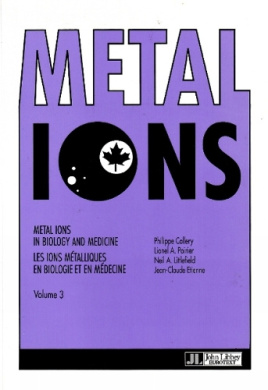 METAL
IONS
METAL IONS
IN BIOLOGY AND MEDICINE
LES IONS MÉTALLIQUES
EN BIOLOGIE ET EN MÉDECINE
Philippe Collery
Lionel A. Poirier
Neil A. Littlefield
Jean-Claude Etienne
Volume 3
JL
John Libbey
EUROTEXT